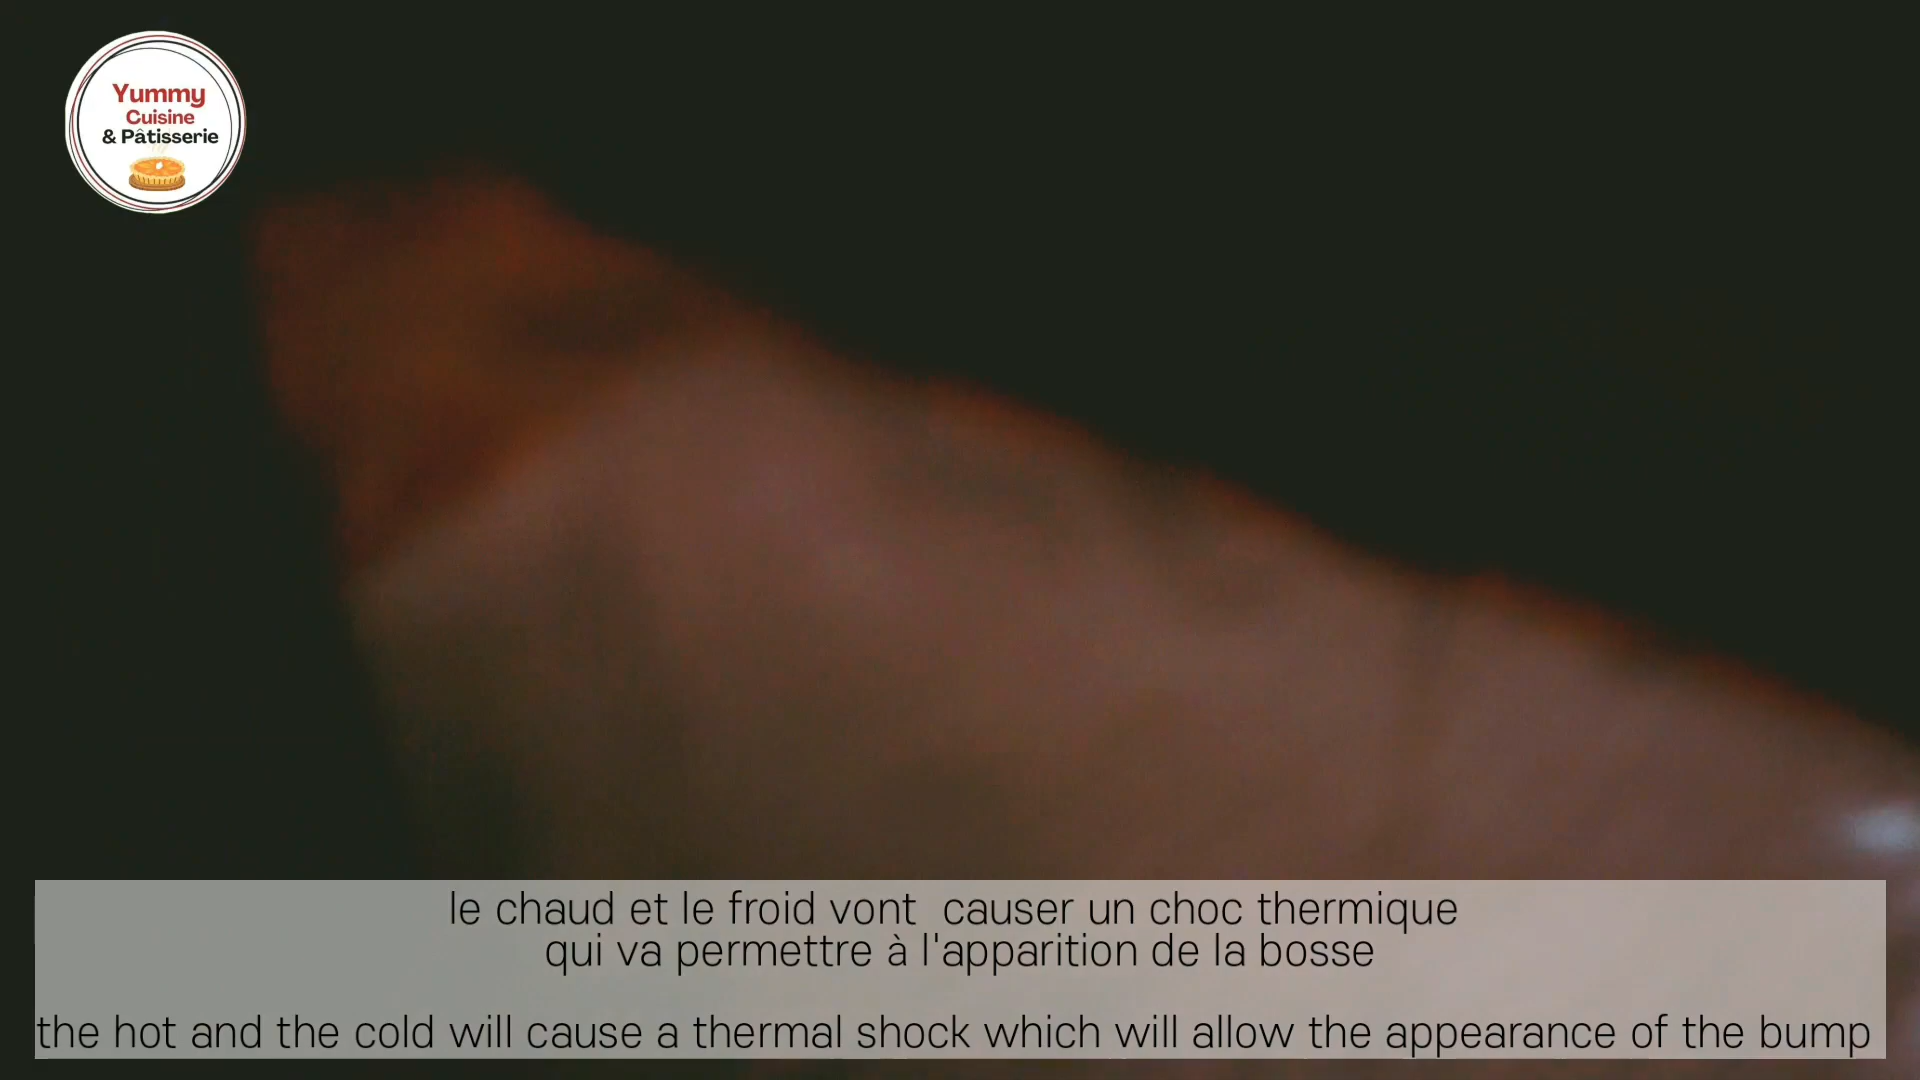 Yummy
Cuisine
& Pâtisserie
le chaud et le froid vont  causer un choc thermique
qui va permettre à l'apparition de la bosse
the hot and the cold will cause a thermal shock which will allow the appearance of the bump